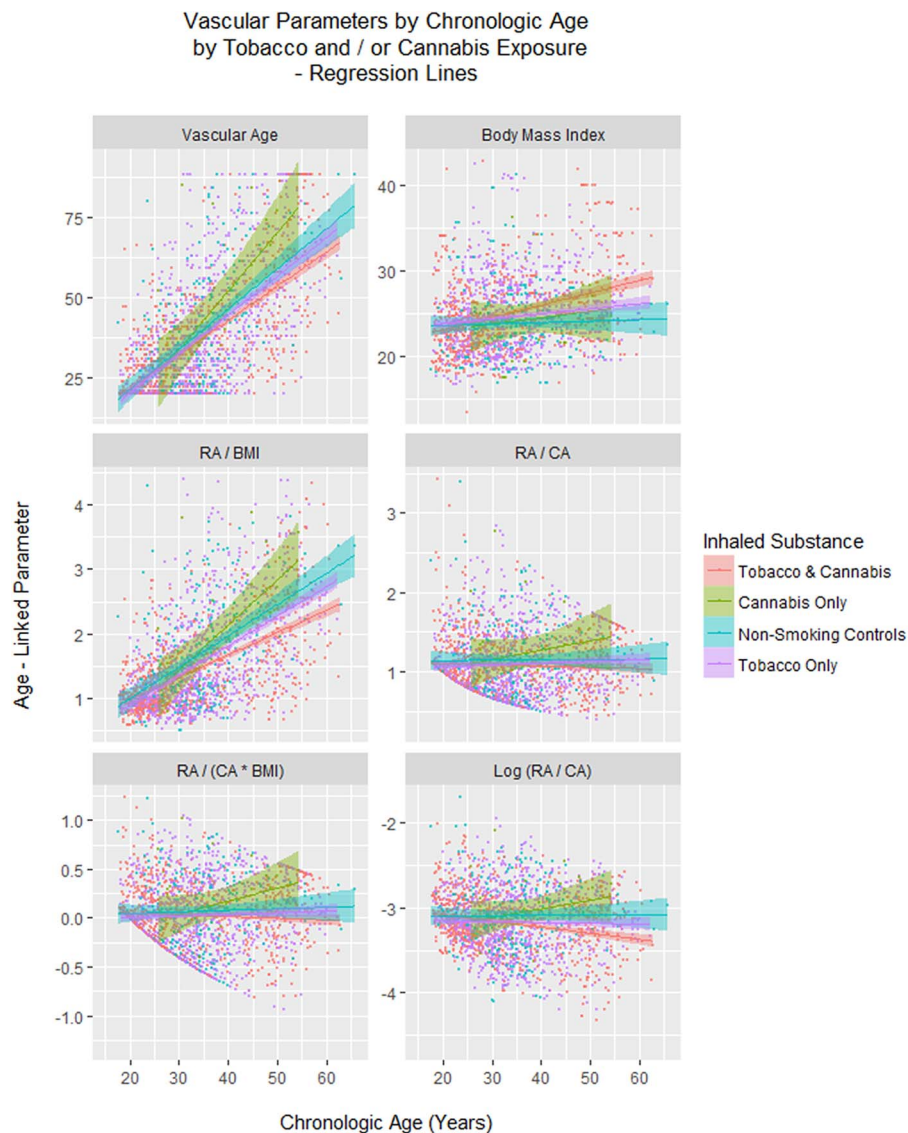 Vascular Parameters by Chronologic Age
by Tobacco and / or Cannabis Exposure
- Regression Lines
Vascular Age
Body Mass Index
75
50
25
40
30
20
RA / BMI
RA / CA
4
3
2
1
3
2
1
RA / (CA * BMI)
Log (RA / CA)
1.0
0.5
0.0
-0.5
-1.0
-2
-3
-4
20 30 40 50 60
20 30 40 50 60
Age - Linked Parameter
Chronologic Age (Years)
Inhaled Substance
Tobacco & Cannabis
Cannabis Only
Non-Smoking Controls
Tobacco Only